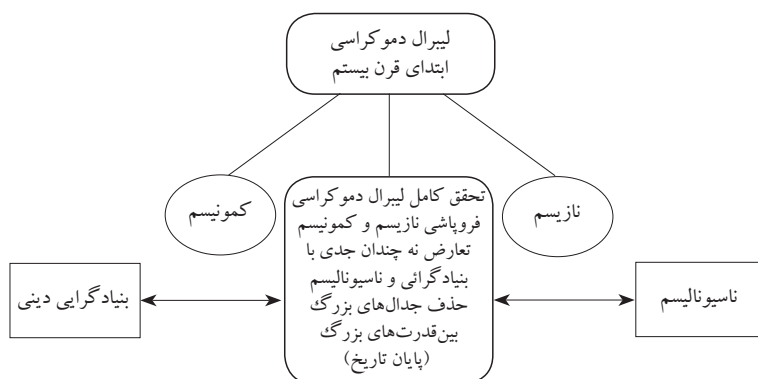 لیبرال دموکراسی
ابتدای قرن بیستم
نازیسم
کمونیسم
تحقق کامل لیبرال دموکراسی
فروپاشی نازیسم و کمونیسم
تعارض نه چندان جدی با
بنیادگرائی و ناسیونالیسم
حذف جدال‌های بزرگ
بین‌قدرت‌های بزرگ
(پایان تاریخ)
ناسیونالیسم
بنیادگرایی دینی